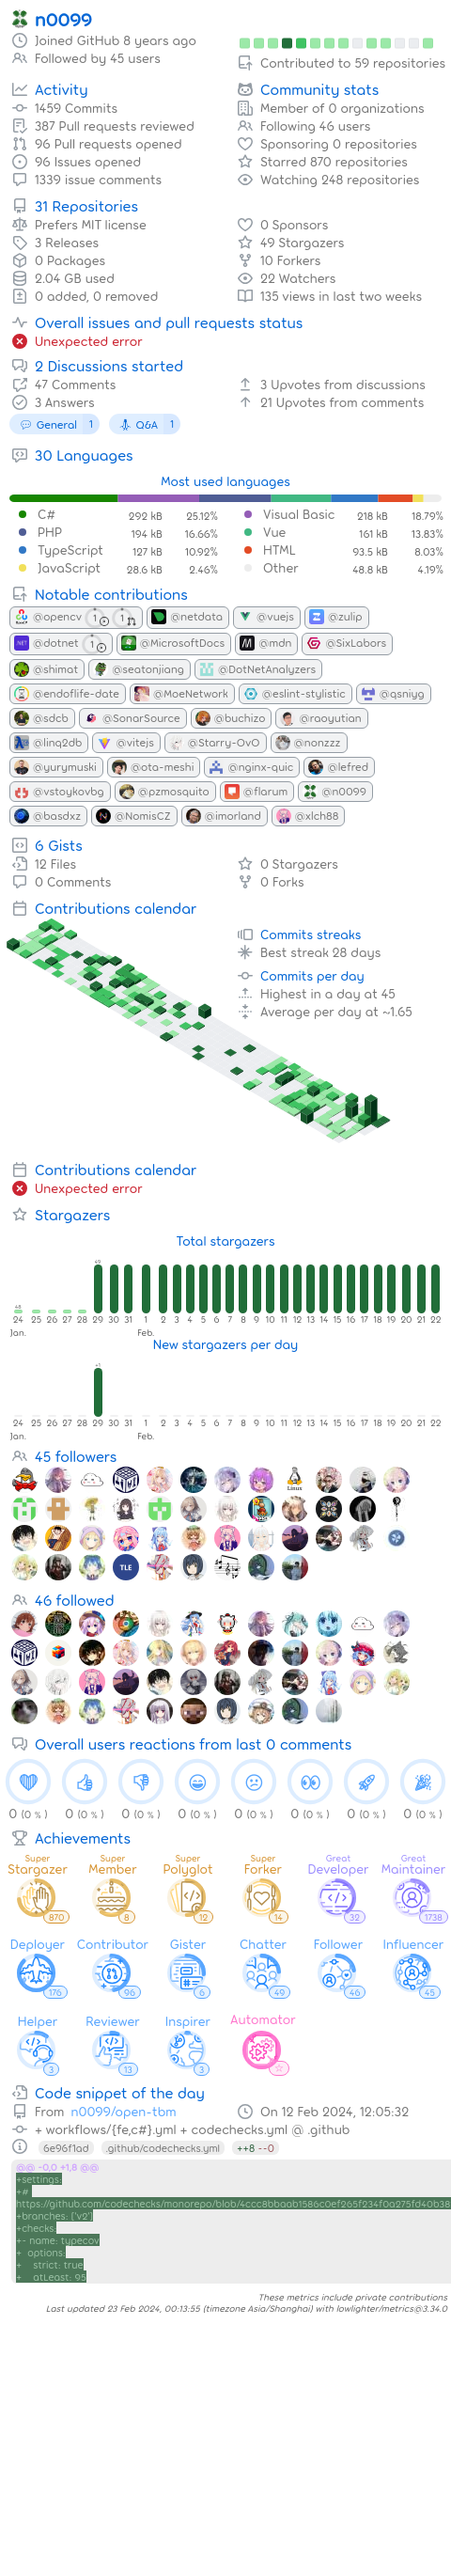 n0099
Joined GitHub 8 years ago
Followed by 45 users
Contributed to 59 repositories
Activity
1459 Commits
387 Pull requests reviewed
96 Pull requests opened
96 Issues opened
1339 issue comments
Community stats
Member of 0 organizations
Following 46 users
Sponsoring 0 repositories
Starred 870 repositories
Watching 248 repositories
31 Repositories
Prefers MIT license
3 Releases
0 Packages
2.04 GB used
0 added, 0 removed
0 Sponsors
49 Stargazers
10 Forkers
22 Watchers
135 views in last two weeks
Overall issues and pull requests status
Unexpected error
2 Discussions started
47 Comments
3 Answers
3 Upvotes from discussions
21 Upvotes from comments
General 1 Q&A 1
30 Languages
Most used languages
C# 292 kB 25.12% Visual Basic 218 kB 18.79%
PHP 194 kB 16.66% Vue 161 kB 13.83%
TypeScript 127 kB 10.92% HTML 93.5 kB 8.03%
JavaScript 28.6 kB 2.46% Other 48.8 kB 4.19%
Notable contributions
@opencv 1 1 @netdata @vuejs @zulip
@dotnet 1 @MicrosoftDocs @mdn @SixLabors
@shimat @seatonjiang @DotNetAnalyzers
@endoflife-date @MoeNetwork @eslint-stylistic @qsniyg
@sdcb @SonarSource @buchizo @raoyutian
@linq2db @vitejs @Starry-OvO @nonzzz
@yurymuski @ota-meshi @nginx-quic @lefred
@vstoykovbg @pzmosquito @flarum @n0099
@basdxz @NomisCZ @imorland @xlch88
6 Gists
12 Files
0 Comments
0 Stargazers
0 Forks
Contributions calendar
Commits streaks
Best streak 28 days
Commits per day
Highest in a day at 45
Average per day at ~1.65
Contributions calendar
Unexpected error
Stargazers
Total stargazers
48 49
24 25 26 27 28 29 30 31 1 2 3 4 5 6 7 8 9 10 11 12 13 14 15 16 17 18 19 20 21 22
Jan. Feb.
New stargazers per day
+1
24 25 26 27 28 29 30 31 1 2 3 4 5 6 7 8 9 10 11 12 13 14 15 16 17 18 19 20 21 22
Jan. Feb.
45 followers
Linux
TLE
46 followed
Overall users reactions from last 0 comments
0 (0 %) 0 (0 %) 0 (0 %) 0 (0 %) 0 (0 %) 0 (0 %) 0 (0 %) 0 (0 %)
Achievements
Super Super Super Super Great Great
Stargazer Member Polyglot Forker Developer Maintainer
870 8 12 14 32 1738
Deployer Contributor Gister Chatter Follower Influencer
176 96 6 49 46 45
Helper Reviewer Inspirer Automator
3 13 3
Code snippet of the day
From n0099/open-tbm
On 12 Feb 2024, 12:05:32
+ workflows/{fe,c#}.yml + codechecks.yml @ .github
6e96f1ad .github/codechecks.yml ++8 --0
@@ -0,0 +1,8 @@
+settings:
+#
https://github.com/codechecks/monorepo/blob/4ccc8bbaab1586c0ef265f234f0a275fd40b38
+branches: ['v2']
+checks:
+- name: typecov
+ options:
+ strict: true
+ atLeast: 95
These metrics include private contributions
Last updated 23 Feb 2024, 00:13:55 (timezone Asia/Shanghai) with lowlighter/metrics@3.34.0